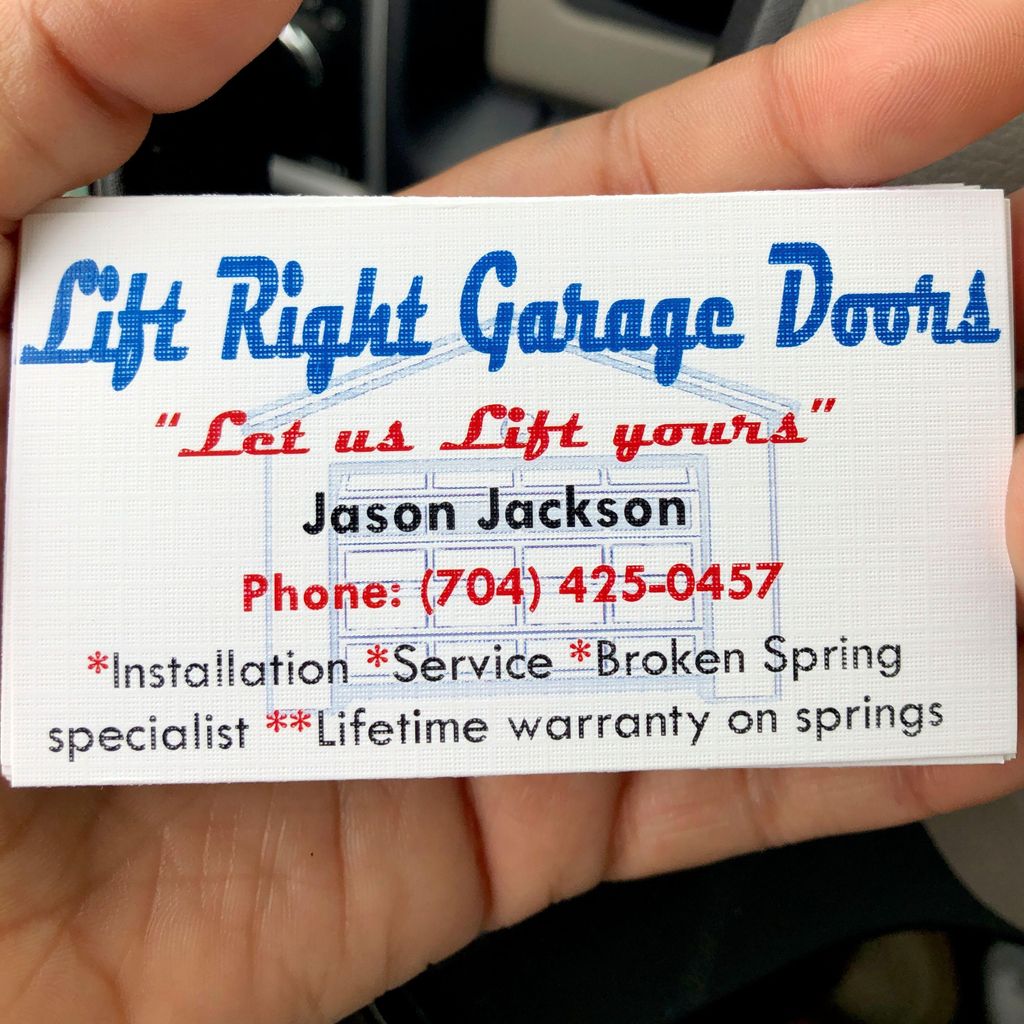 Lift Right Garage Doors
"Let us Lift yours"
Jason Jackson
Phone: (704) 425-0457
*Installation *Service *Broken Spring
specialist **Lifetime warranty on springs